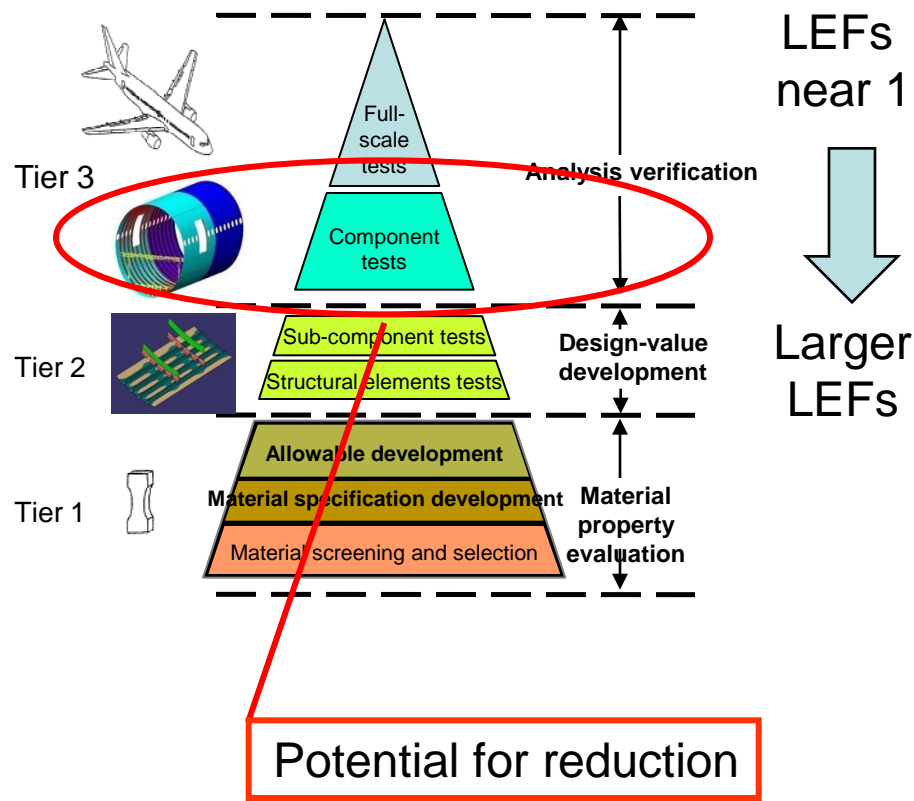 LEFs
near 1
Full-
scale
tests
Tier 3
Analysis verification
Component
tests
Sub-component tests
Structural elements tests
Tier 2
Design-value
development
Larger
LEFs
Allowable development
Material specification development
Material screening and selection
Tier 1
Material
property
evaluation
Potential for reduction